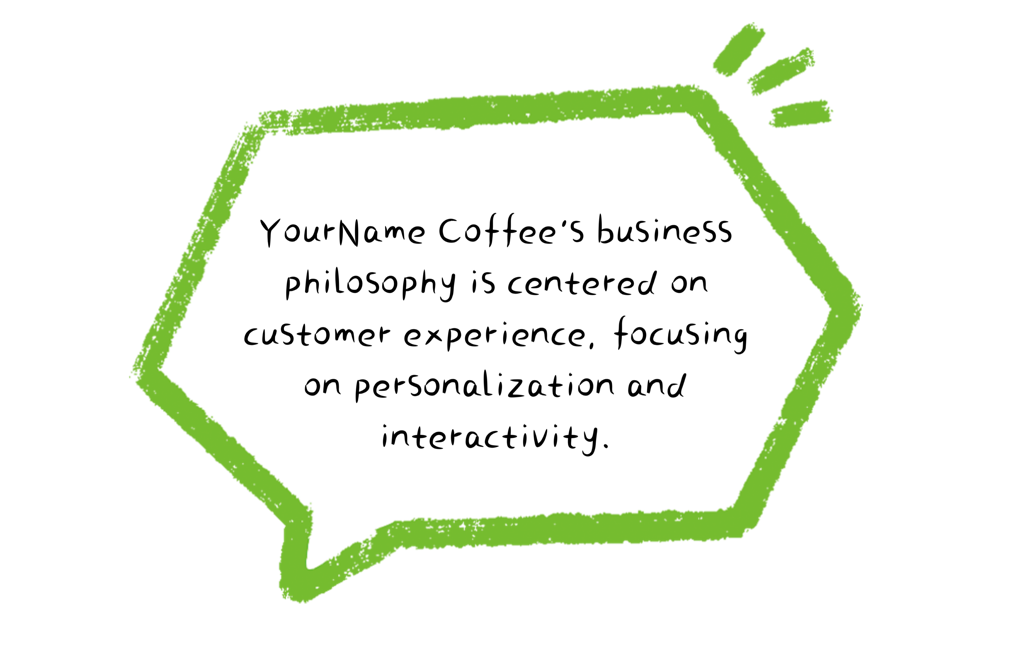 YourName Coffee's business
philosophy is centered on
customer experience, focusing
on personalization and
interactivity.